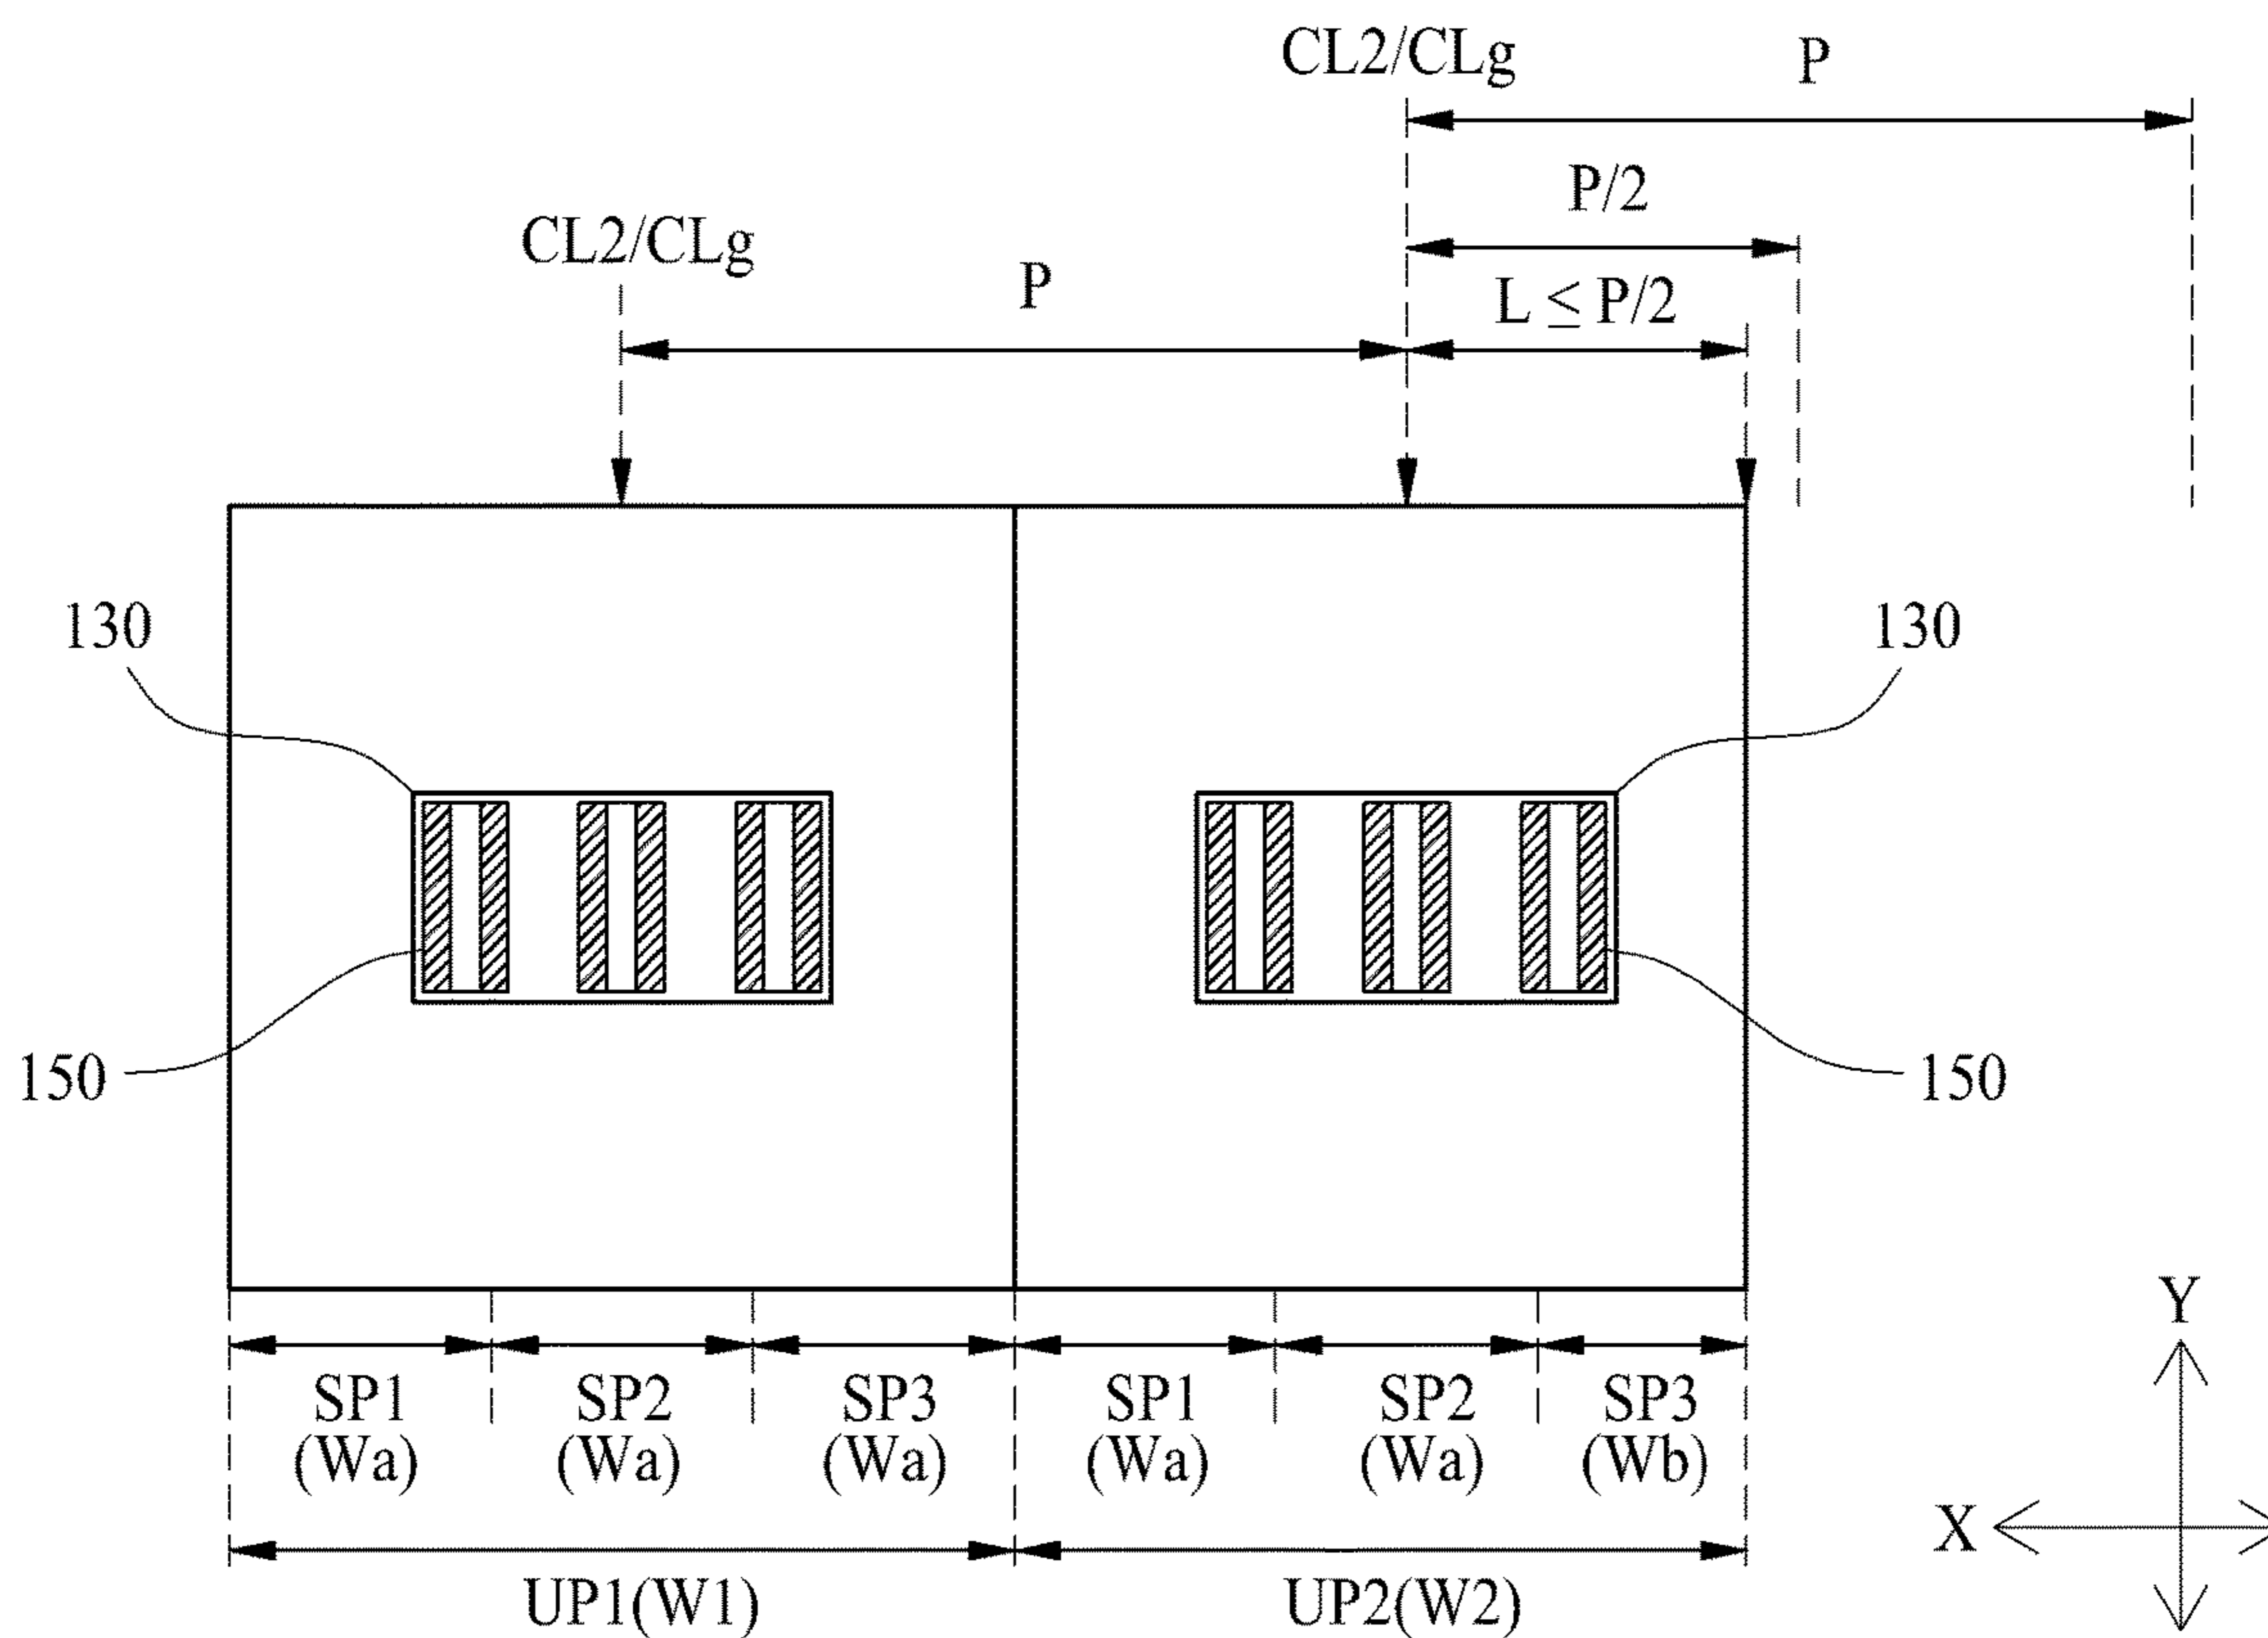 CL2/CLg P
P/2
CL2/CLg P L ≤ P/2
130 130
150 150
SP1 SP2 SP3 SP1 SP2 SP3
(Wa) (Wa) (Wa) (Wa) (Wa) (Wb)
UP1(W1) UP2(W2)
Y
X